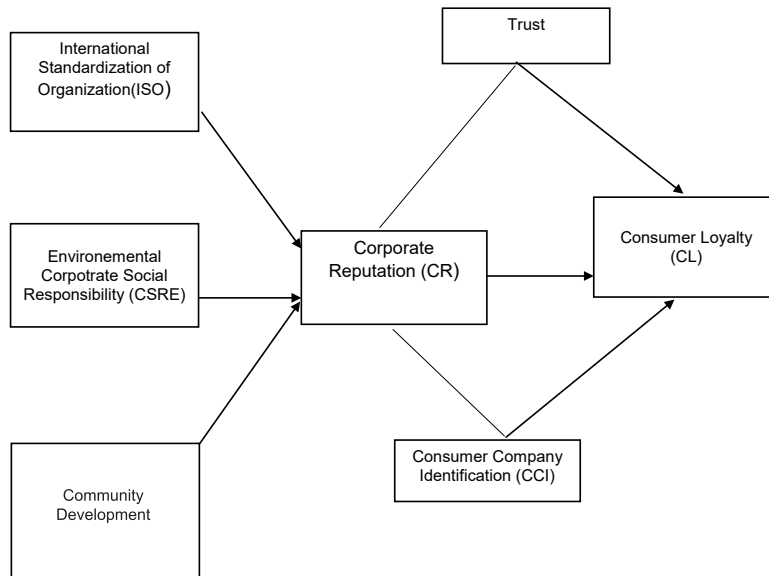 International
Standardization of
Organization(ISO)
Trust
Environemental
Corpotrate Social
Responsibility (CSRE)
Corporate
Reputation (CR)
Consumer Loyalty
(CL)
Consumer Company
Identification (CCI)
Community
Development